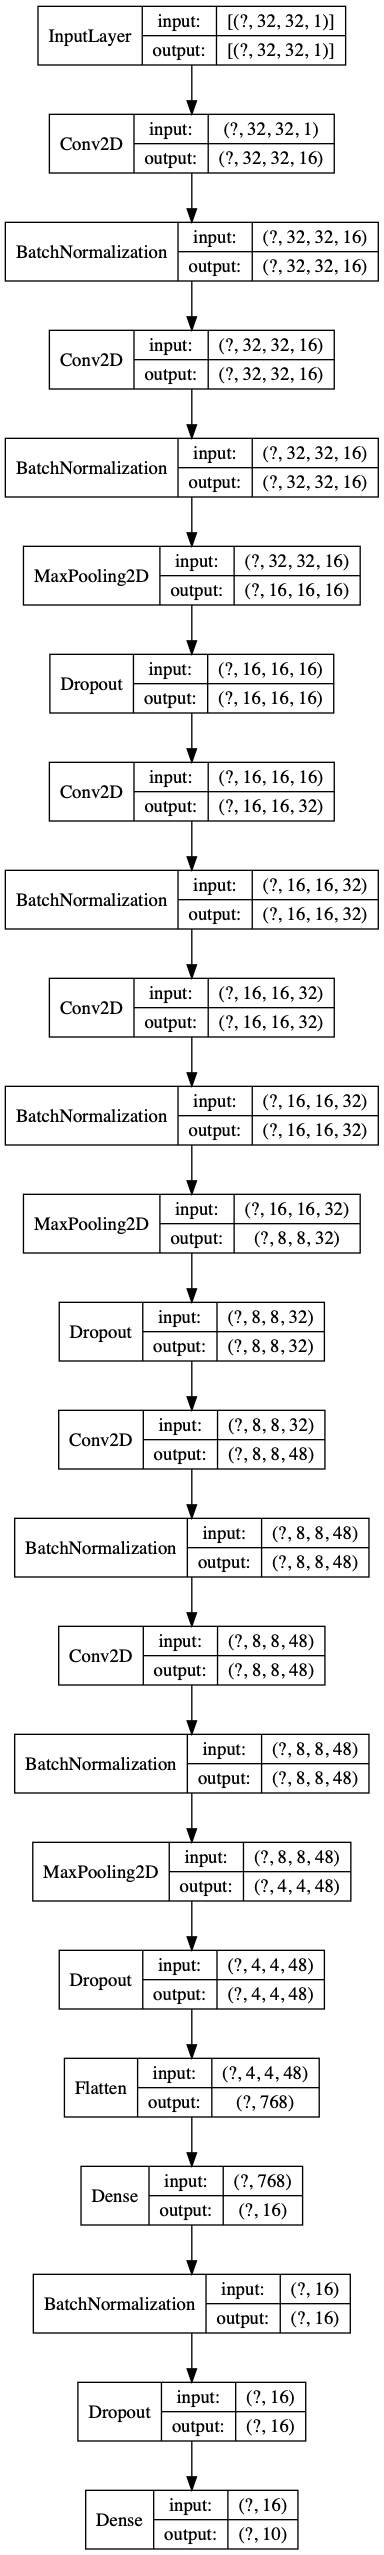 InputLayer input: [(?, 32, 32, 1)]
output: [(?, 32, 32, 1)]
Conv2D input: (?, 32, 32, 1)
output: (?, 32, 32, 16)
BatchNormalization input: (?, 32, 32, 16)
output: (?, 32, 32, 16)
Conv2D input: (?, 32, 32, 16)
output: (?, 32, 32, 16)
BatchNormalization input: (?, 32, 32, 16)
output: (?, 32, 32, 16)
MaxPooling2D input: (?, 32, 32, 16)
output: (?, 16, 16, 16)
Dropout input: (?, 16, 16, 16)
output: (?, 16, 16, 16)
Conv2D input: (?, 16, 16, 16)
output: (?, 16, 16, 32)
BatchNormalization input: (?, 16, 16, 32)
output: (?, 16, 16, 32)
Conv2D input: (?, 16, 16, 32)
output: (?, 16, 16, 32)
BatchNormalization input: (?, 16, 16, 32)
output: (?, 16, 16, 32)
MaxPooling2D input: (?, 16, 16, 32)
output: (?, 8, 8, 32)
Dropout input: (?, 8, 8, 32)
output: (?, 8, 8, 32)
Conv2D input: (?, 8, 8, 32)
output: (?, 8, 8, 48)
BatchNormalization input: (?, 8, 8, 48)
output: (?, 8, 8, 48)
Conv2D input: (?, 8, 8, 48)
output: (?, 8, 8, 48)
BatchNormalization input: (?, 8, 8, 48)
output: (?, 8, 8, 48)
MaxPooling2D input: (?, 8, 8, 48)
output: (?, 4, 4, 48)
Dropout input: (?, 4, 4, 48)
output: (?, 4, 4, 48)
Flatten input: (?, 4, 4, 48)
output: (?, 768)
Dense input: (?, 768)
output: (?, 16)
BatchNormalization input: (?, 16)
output: (?, 16)
Dropout input: (?, 16)
output: (?, 16)
Dense input: (?, 16)
output: (?, 10)